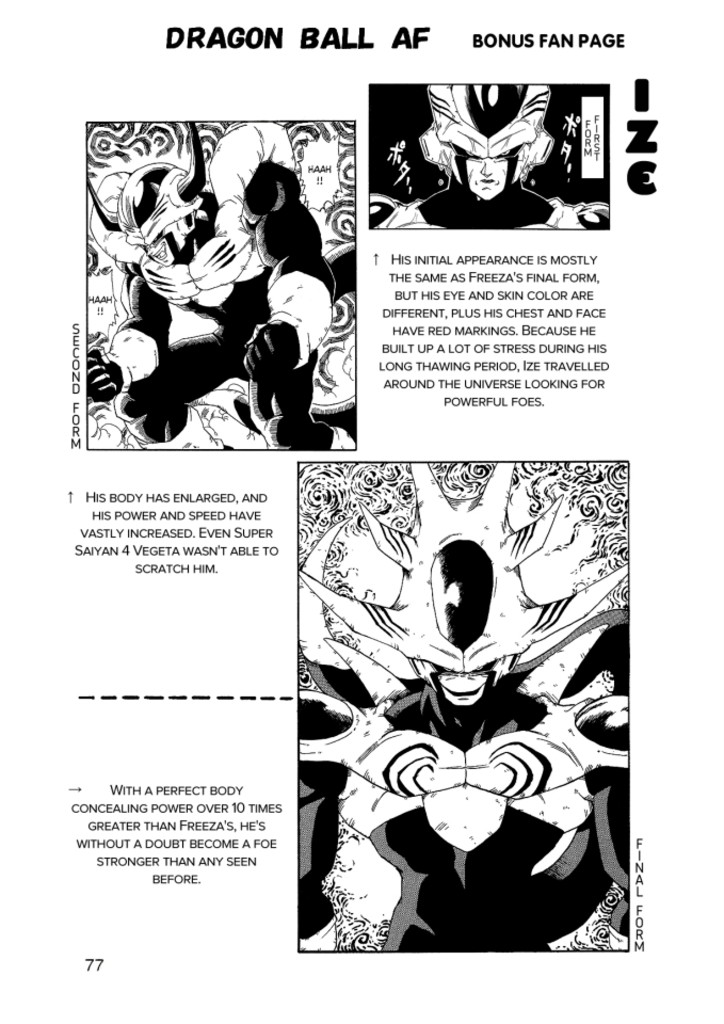 DRAGON BALL AF
BONUS FAN PAGE
IZE
FIRST
FORM
ポタ…
ポタ…
↑ HIS INITIAL APPEARANCE IS MOSTLY
THE SAME AS FREEZA'S FINAL FORM,
BUT HIS EYE AND SKIN COLOR ARE
DIFFERENT, PLUS HIS CHEST AND FACE
HAVE RED MARKINGS. BECAUSE HE
BUILT UP A LOT OF STRESS DURING HIS
LONG THAWING PERIOD, IZE TRAVELLED
AROUND THE UNIVERSE LOOKING FOR
POWERFUL FOES.
HAAH
!!
HAAH
!!
SECOND FORM
↑ HIS BODY HAS ENLARGED, AND
HIS POWER AND SPEED HAVE
VASTLY INCREASED. EVEN SUPER
SAIYAN 4 VEGETA WASN'T ABLE TO
SCRATCH HIM.
→ WITH A PERFECT BODY
CONCEALING POWER OVER 10 TIMES
GREATER THAN FREEZA'S, HE'S
WITHOUT A DOUBT BECOME A FOE
STRONGER THAN ANY SEEN
BEFORE.
FINAL FORM
77